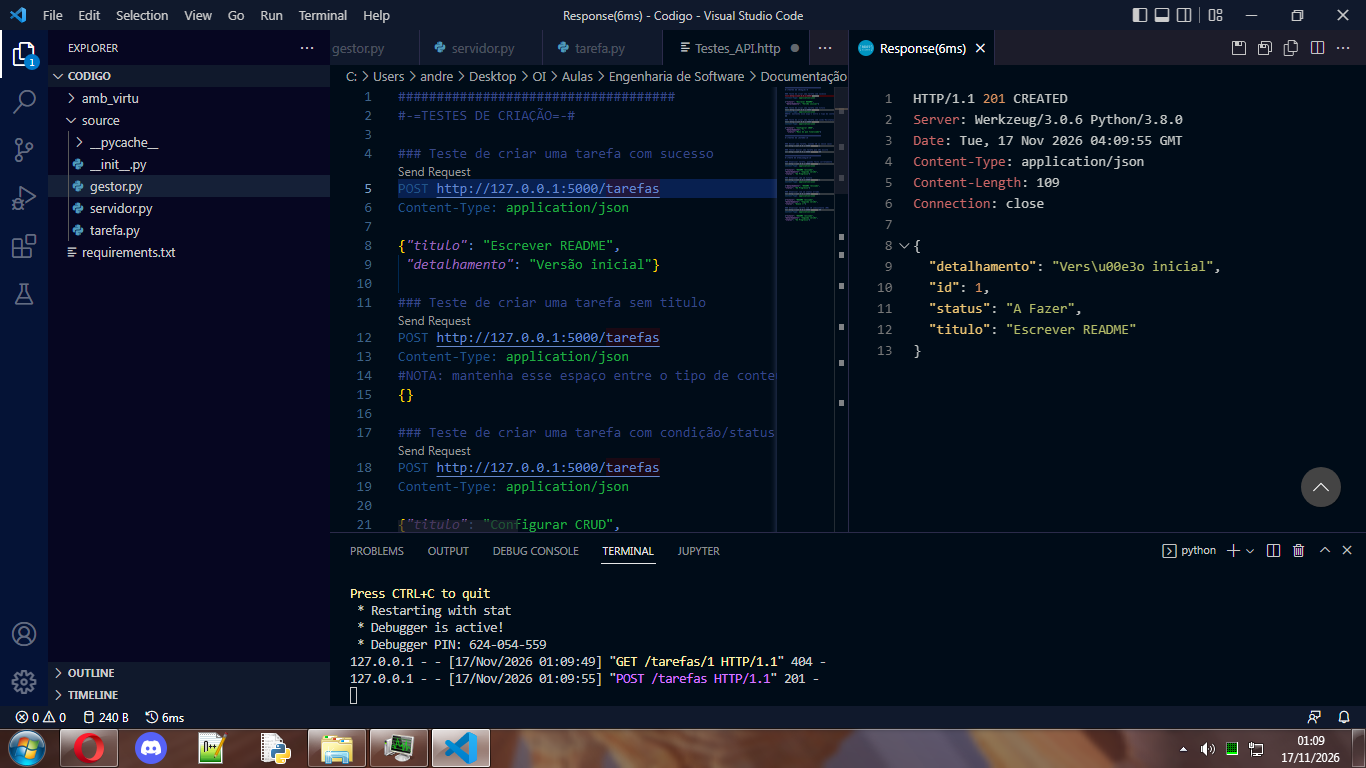 File Edit Selection View Go Run Terminal Help
Response(6ms) - Codigo - Visual Studio Code
EXPLORER
CODIGO
amb_virtu
source
__pycache__
__init__.py
gestor.py
servidor.py
tarefa.py
requirements.txt
OUTLINE
TIMELINE
gestor.py servidor.py tarefa.py Testes_API.http
C: > Users > andre > Desktop > OI > Aulas > Engenharia de Software > Documentação
1 ####################################
2 #-=TESTES DE CRIAÇÃO=-#
3
4 ### Teste de criar uma tarefa com sucesso
Send Request
5 POST http://127.0.0.1:5000/tarefas
6 Content-Type: application/json
7
8 {"titulo": "Escrever README",
9 "detalhamento": "Versão inicial"}
10
11 ### Teste de criar uma tarefa sem titulo
Send Request
12 POST http://127.0.0.1:5000/tarefas
13 Content-Type: application/json
14 #NOTA: mantenha esse espaço entre o tipo de conte
15 {}
16
17 ### Teste de criar uma tarefa com condição/status
Send Request
18 POST http://127.0.0.1:5000/tarefas
19 Content-Type: application/json
20
21 {"titulo": "Configurar CRUD",
Response(6ms)
1 HTTP/1.1 201 CREATED
2 Server: Werkzeug/3.0.6 Python/3.8.0
3 Date: Tue, 17 Nov 2026 04:09:55 GMT
4 Content-Type: application/json
5 Content-Length: 109
6 Connection: close
7
8 {
9 "detalhamento": "Vers\u00e3o inicial",
10 "id": 1,
11 "status": "A Fazer",
12 "titulo": "Escrever README"
13 }
PROBLEMS OUTPUT DEBUG CONSOLE TERMINAL JUPYTER
python
Press CTRL+C to quit
* Restarting with stat
* Debugger is active!
* Debugger PIN: 624-054-559
127.0.0.1 - - [17/Nov/2026 01:09:49] "GET /tarefas/1 HTTP/1.1" 404 -
127.0.0.1 - - [17/Nov/2026 01:09:55] "POST /tarefas HTTP/1.1" 201 -
0 0 240 B 6ms
01:09
17/11/2026